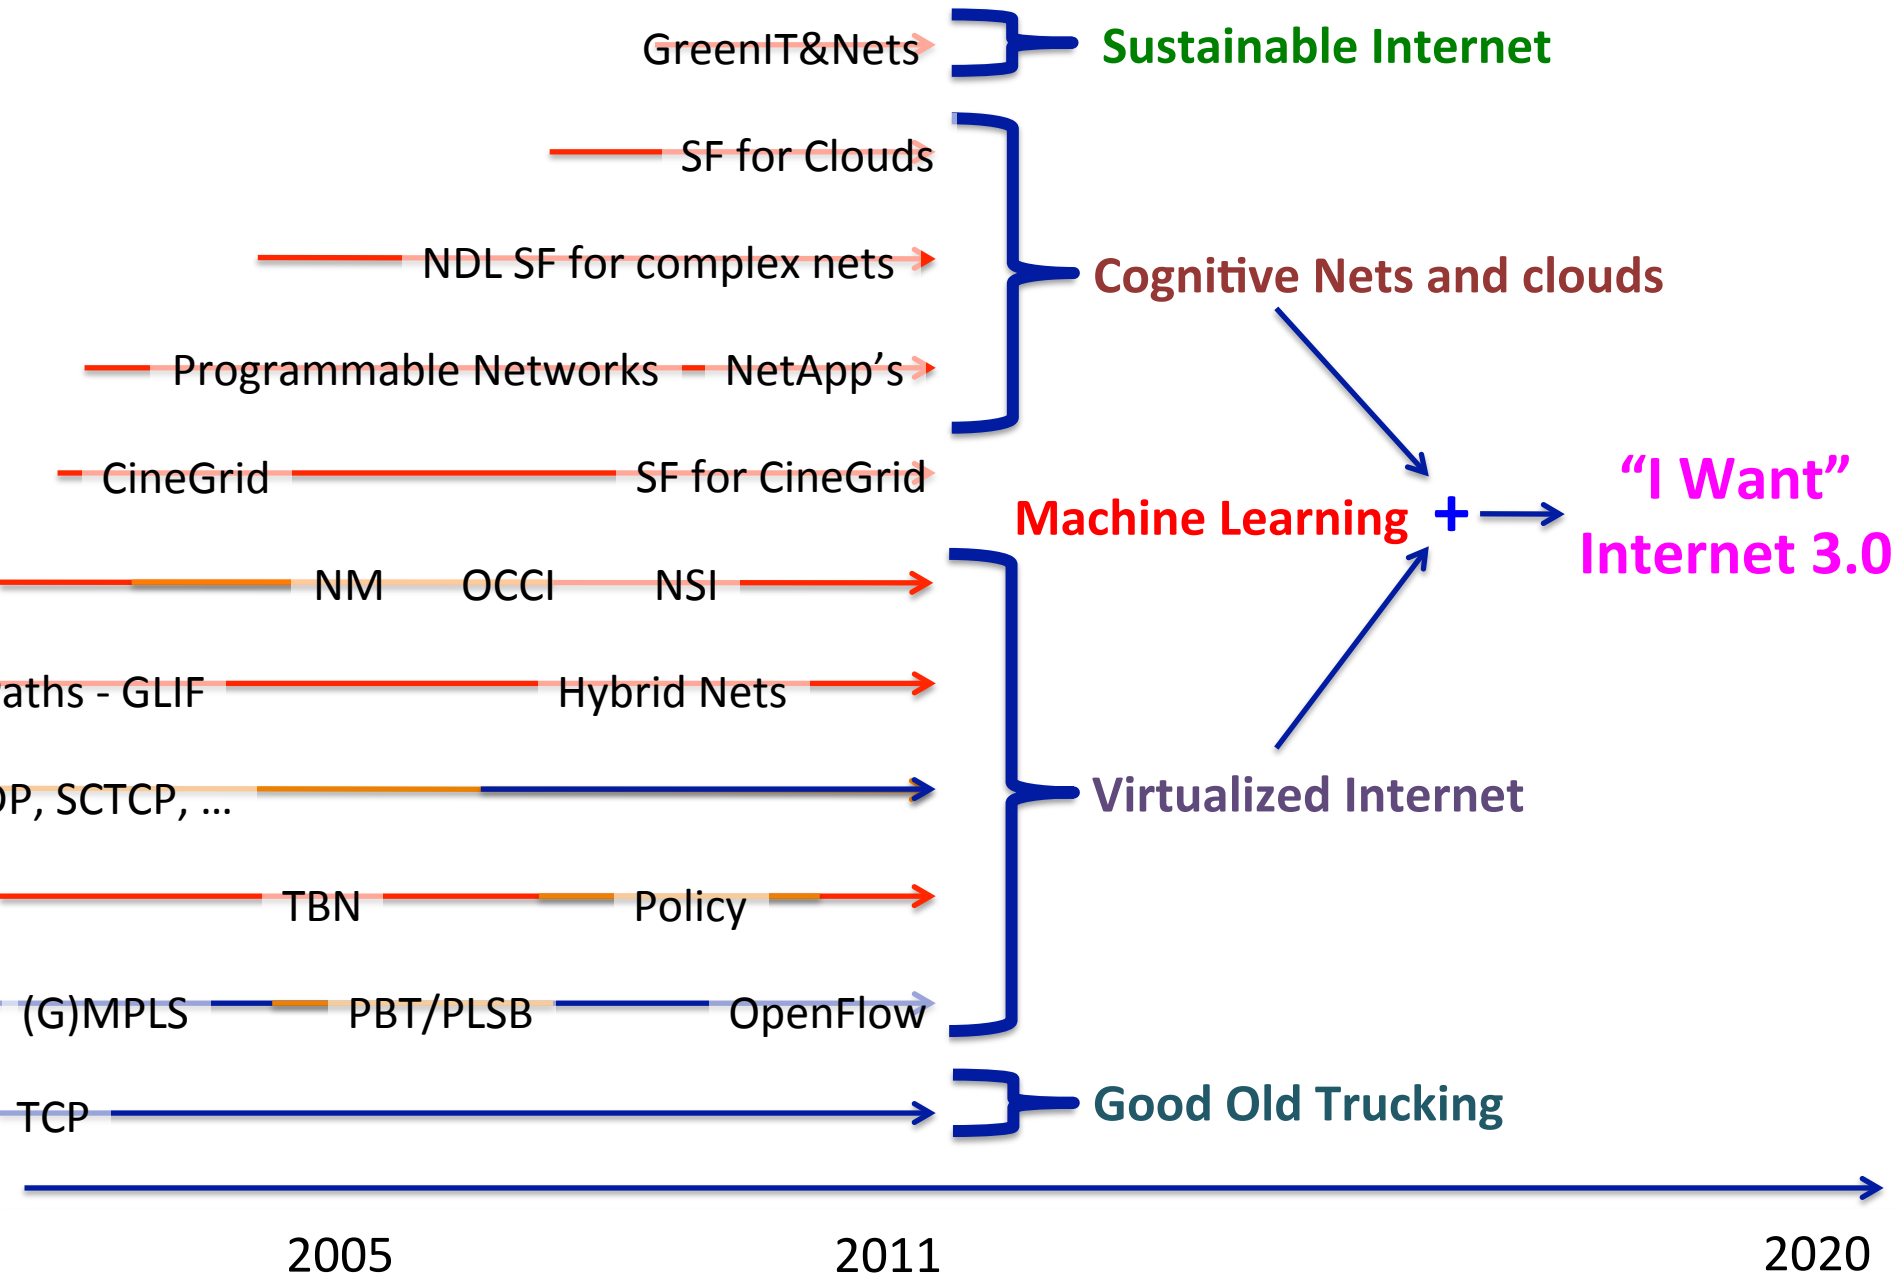 GreenIT&Nets
Sustainable Internet
SF for Clouds
NDL SF for complex nets
Cognitive Nets and clouds
Programmable Networks
NetApp’s
CineGrid
SF for CineGrid
Machine Learning
+
“I Want”
Internet 3.0
NM
OCCI
NSI
aths - GLIF
Hybrid Nets
P, SCTCP, ...
Virtualized Internet
TBN
Policy
(G)MPLS
PBT/PLSB
OpenFlow
TCP
Good Old Trucking
2005
2011
2020